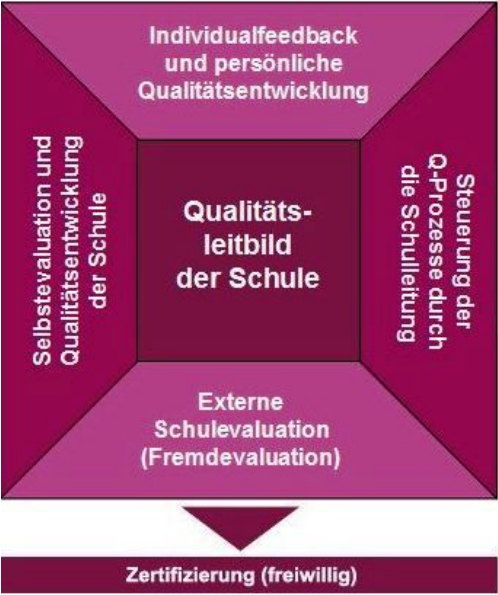 Individualfeedback
und persönliche
Qualitätsentwicklung
Selbstevaluation und
Qualitätsentwicklung
der Schule
Qualitäts-
leitbild
der Schule
Steuerung der
Q-Prozesse durch
die Schulleitung
Externe
Schulevaluation
(Fremdevaluation)
Zertifizierung (freiwillig)